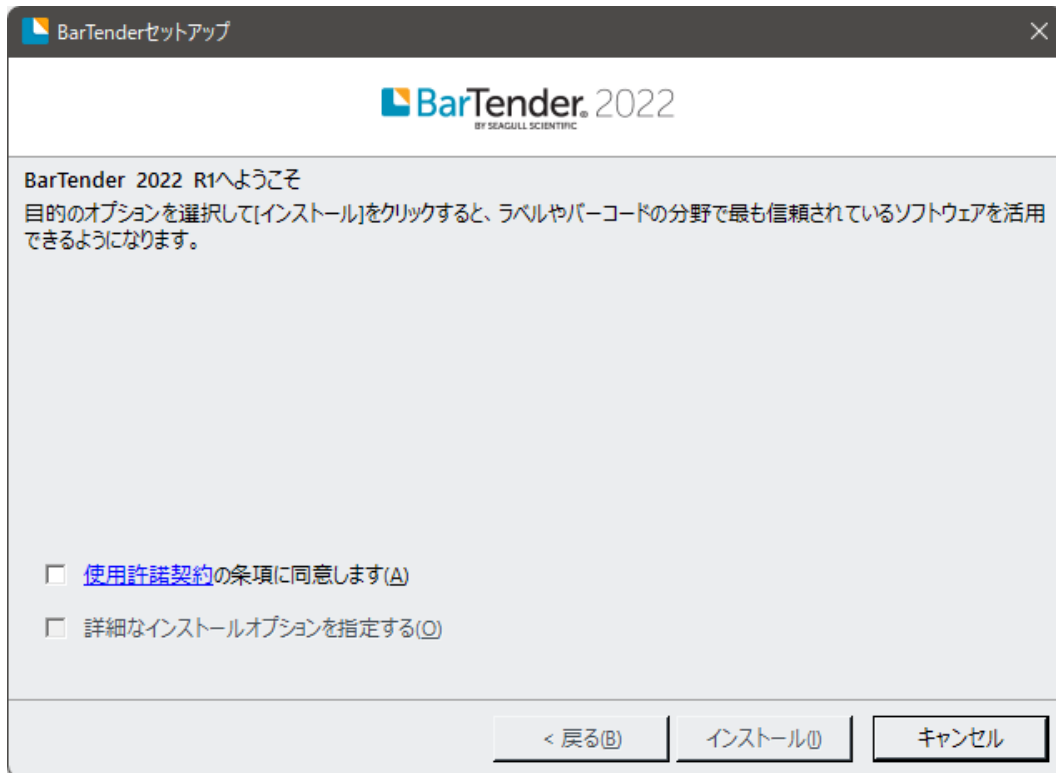 BarTenderセットアップ
BarTender® 2022
BY SEAGULL SCIENTIFIC
BarTender 2022 R1へようこそ
目的のオプションを選択して[インストール]をクリックすると、ラベルやバーコードの分野で最も信頼されているソフトウェアを活用
できるようになります。
使用許諾契約の条項に同意します(A)
詳細なインストールオプションを指定する(O)
< 戻る(B) インストール(I) キャンセル